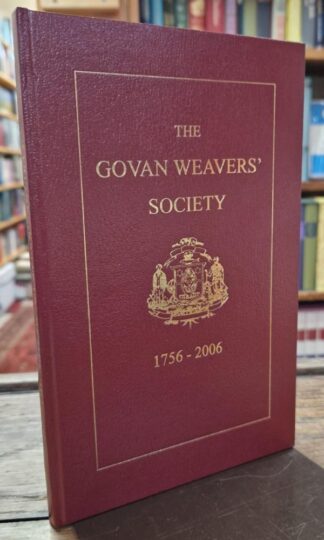 THE
GOVAN WEAVERS'
SOCIETY
1756 - 2006